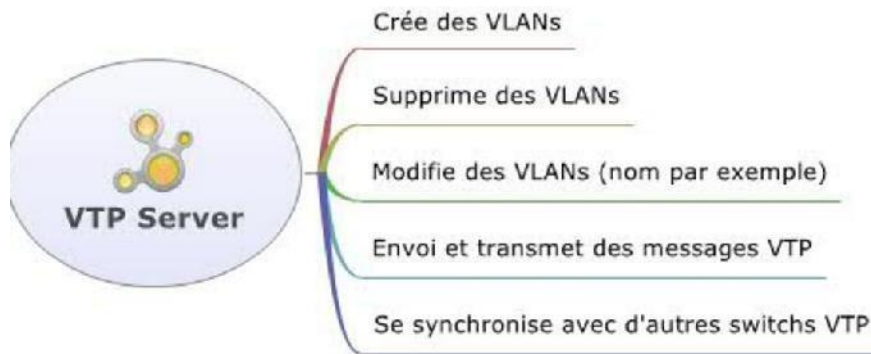 Crée des VLANs
Supprime des VLANs
Modifie des VLANs (nom par exemple)
VTP Server
Envoi et transmet des messages VTP
Se synchronise avec d'autres switchs VTP